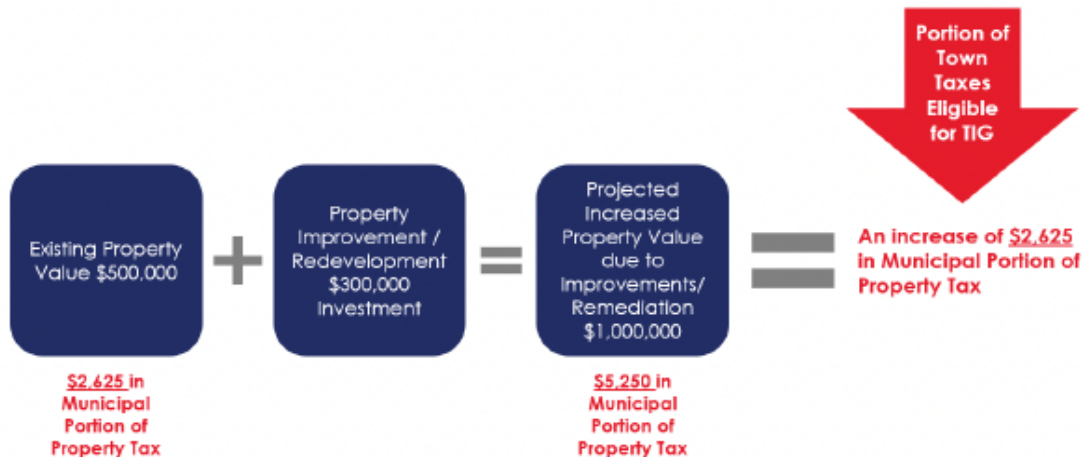 Portion of
Town
Taxes
Eligible
for TIG
Existing Property
Value $500,000
+
Property
Improvement /
Redevelopment
$300,000
Investment
=
Projected
Increased
Property Value
due to
Improvements/
Remediation
$1,000,000
=
An increase of $2,625
in Municipal Portion of
Property Tax
$2,625 in
Municipal
Portion of
Property Tax
$5,250 in
Municipal
Portion of
Property Tax